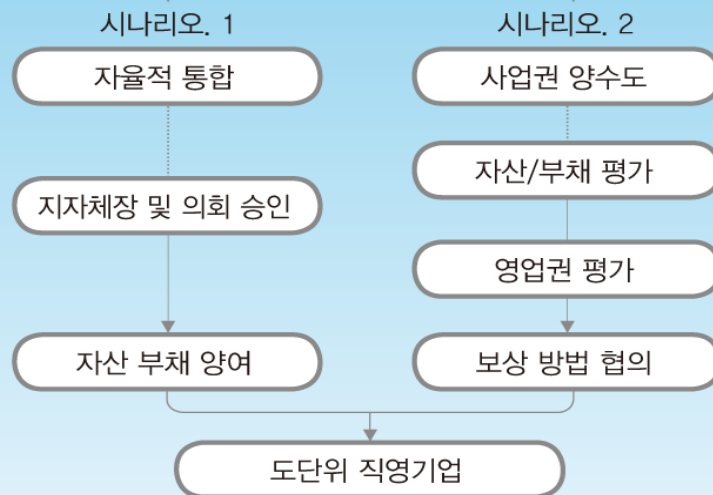 시나리오. 1
자율적 통합
지자체장 및 의회 승인
자산 부채 양여
시나리오. 2
사업권 양수도
자산/부채 평가
영업권 평가
보상 방법 협의
도단위 직영기업